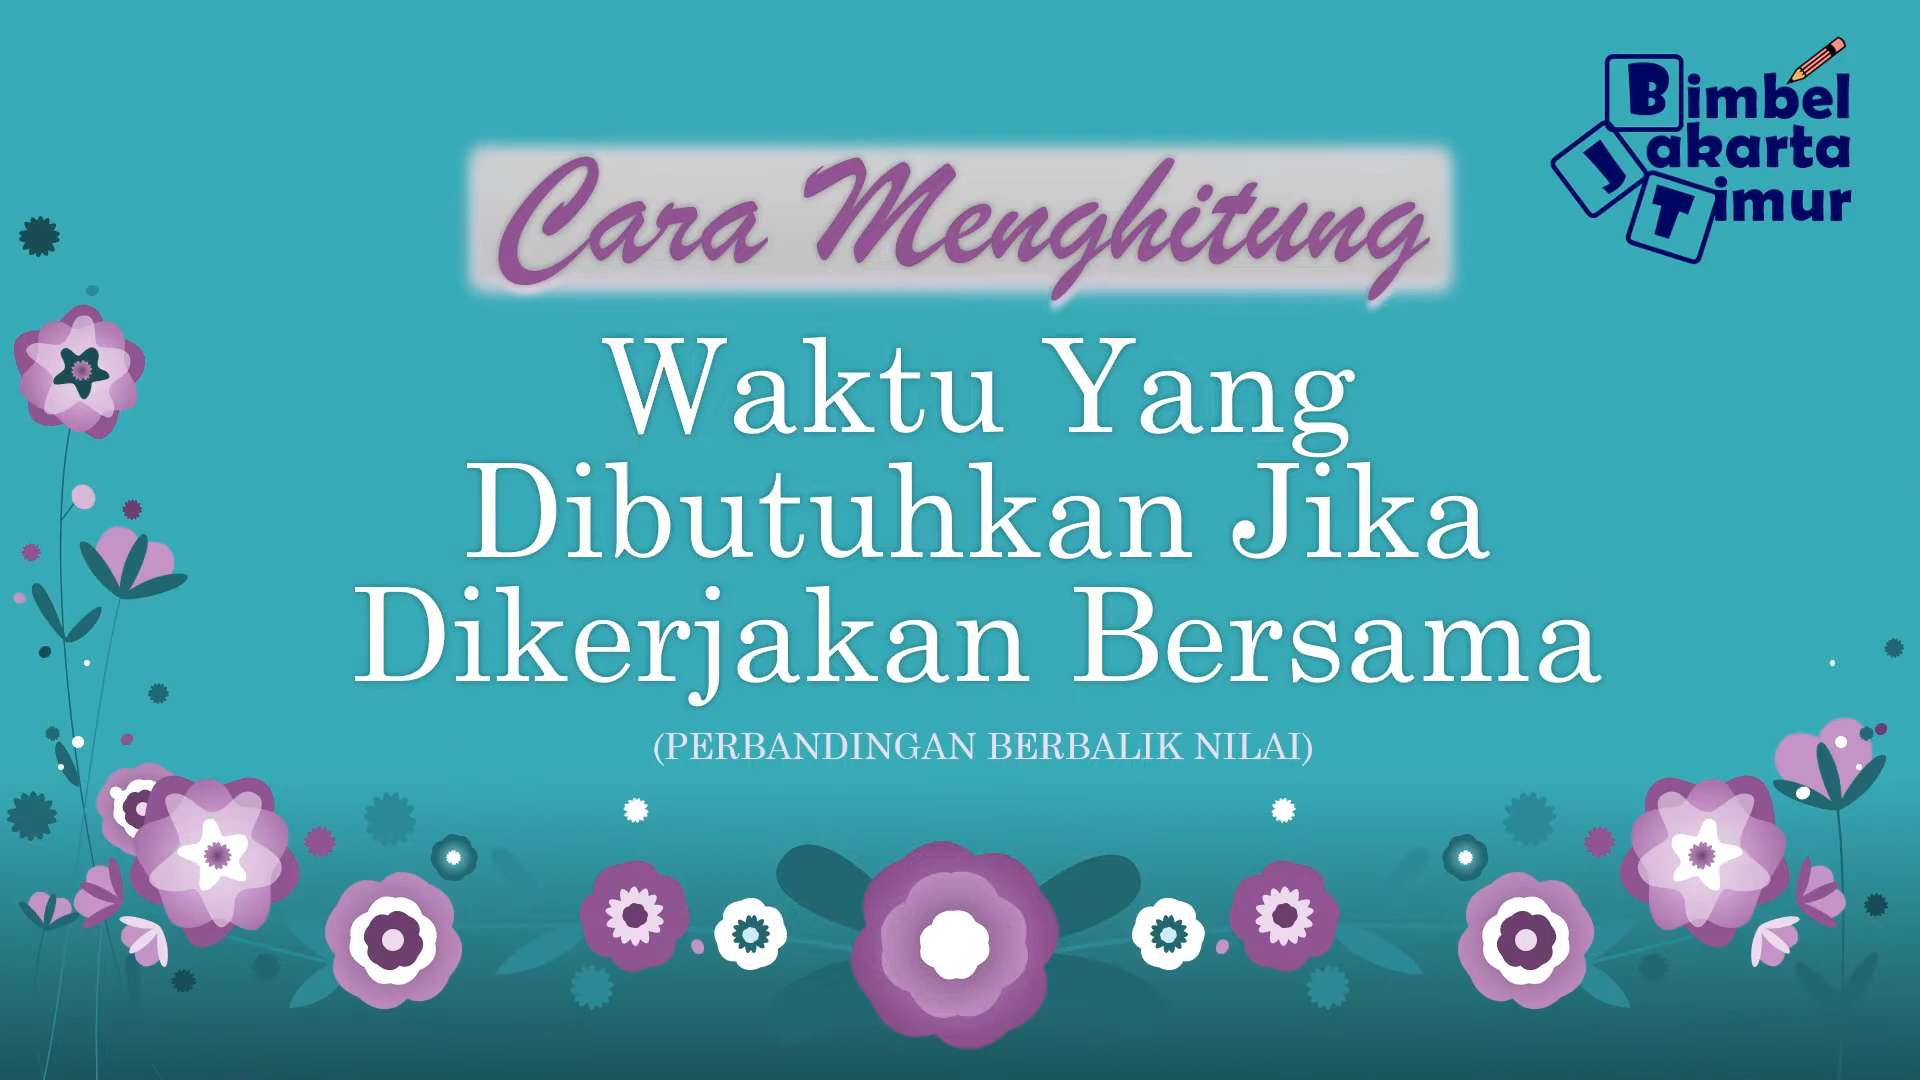 Bimbel
Jakarta
Timur
Cara Menghitung
Waktu Yang
Dibutuhkan Jika
Dikerjakan Bersama
(PERBANDINGAN BERBALIK NILAI)